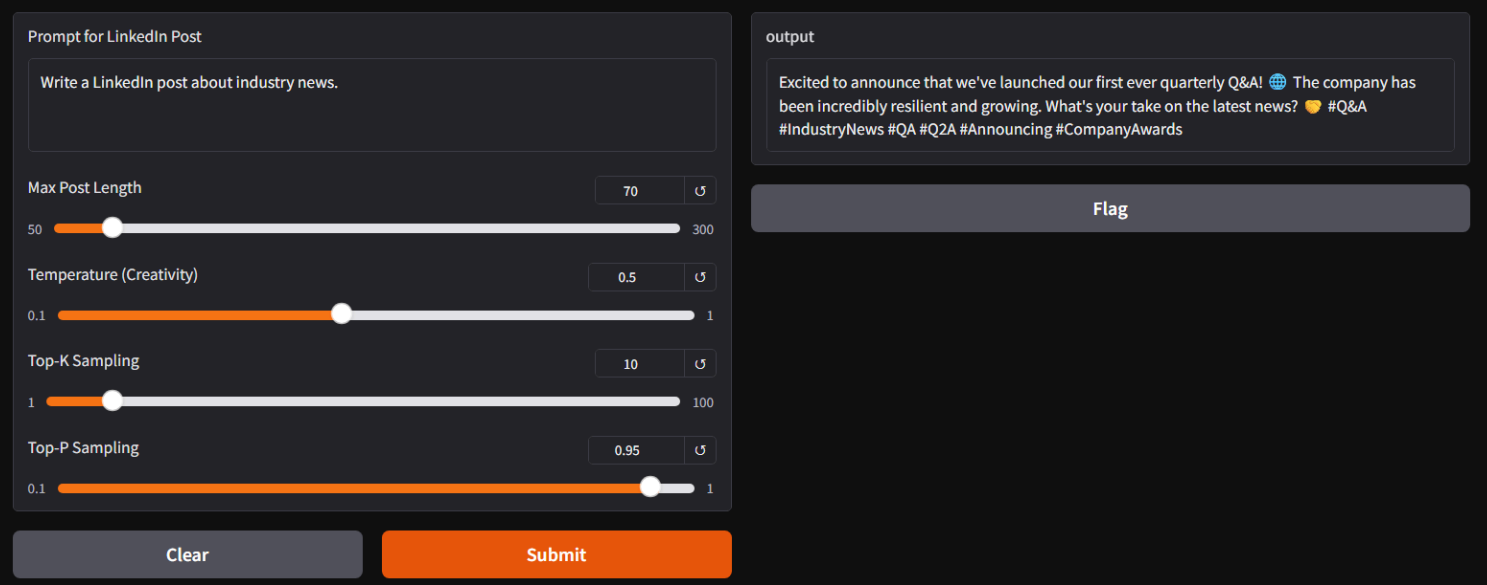 Prompt for LinkedIn Post
Write a LinkedIn post about industry news.
Max Post Length
70
↺
50
300
Temperature (Creativity)
0.5
↺
0.1
1
Top-K Sampling
10
↺
1
100
Top-P Sampling
0.95
↺
0.1
1
Clear
Submit
output
Excited to announce that we've launched our first ever quarterly Q&A! 🌐 The company has
been incredibly resilient and growing. What's your take on the latest news? 🤝 #Q&A
#IndustryNews #QA #Q2A #Announcing #CompanyAwards
Flag